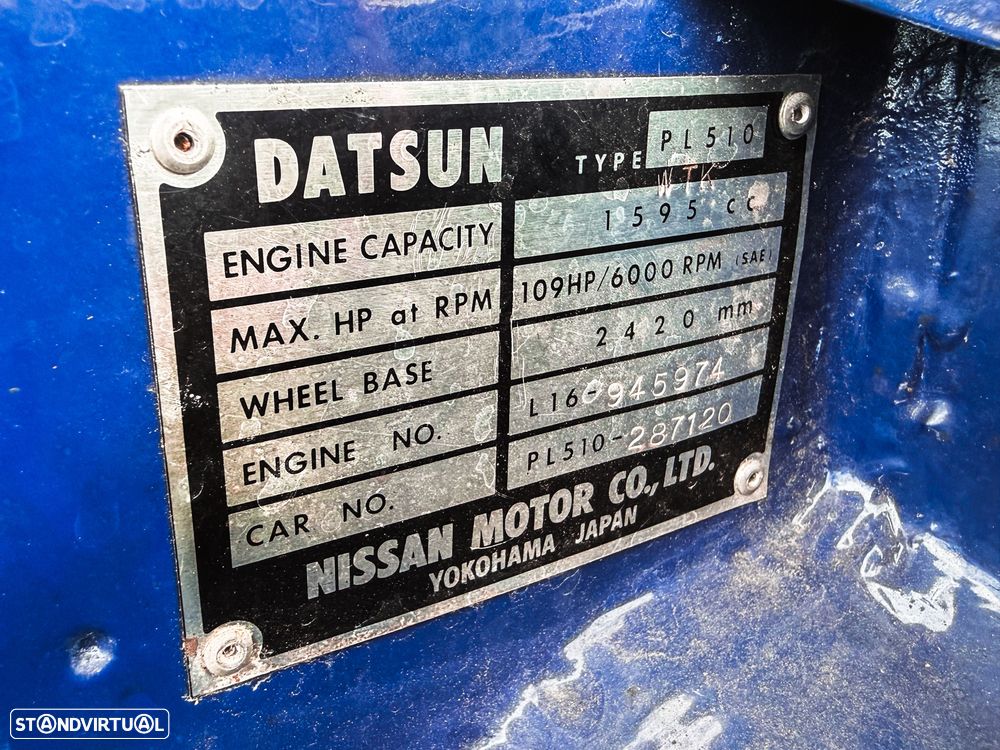 DATSUN TYPE PL510
WTK
ENGINE CAPACITY 1595 cc
MAX. HP at RPM 109HP/6000 RPM (SAE)
WHEEL BASE 2420 mm
ENGINE NO. L16-945974
CAR NO. PL510-287120
NISSAN MOTOR CO., LTD.
YOKOHAMA JAPAN
STANDVIRTUAL